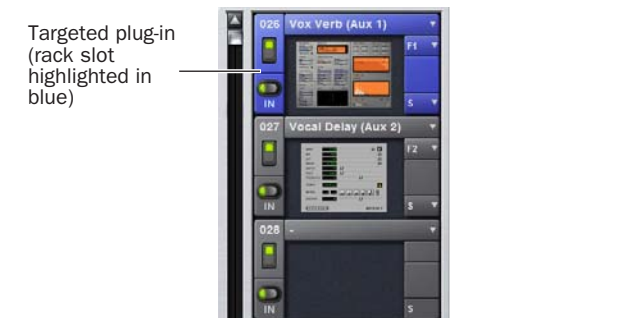 Targeted plug-in
(rack slot
highlighted in
blue)
026 Vox Verb (Aux 1)
F1
IN
S
027 Vocal Delay (Aux 2)
F2
IN
S
028 -
IN
S